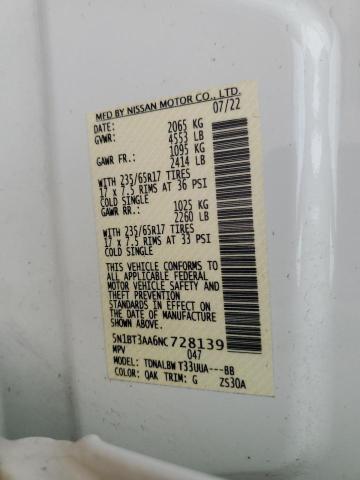 MFD BY NISSAN MOTOR CO., LTD.
DATE: 07/22
GVWR: 2065 KG
4553 LB
GAWR FR.: 1095 KG
2414 LB
WITH 235/65R17 TIRES
17 x 7.5 RIMS AT 36 PSI
COLD SINGLE
GAWR RR.: 1025 KG
2260 LB
WITH 235/65R17 TIRES
17 x 7.5 RIMS AT 33 PSI
COLD SINGLE
THIS VEHICLE CONFORMS TO
ALL APPLICABLE FEDERAL
MOTOR VEHICLE SAFETY AND
THEFT PREVENTION
STANDARDS IN EFFECT ON
THE DATE OF MANUFACTURE
SHOWN ABOVE.
5N1BT3AA6NC728139
MPV 047
MODEL: TDNALBW T33UUA---BB
COLOR: QAK TRIM: G ZS30A